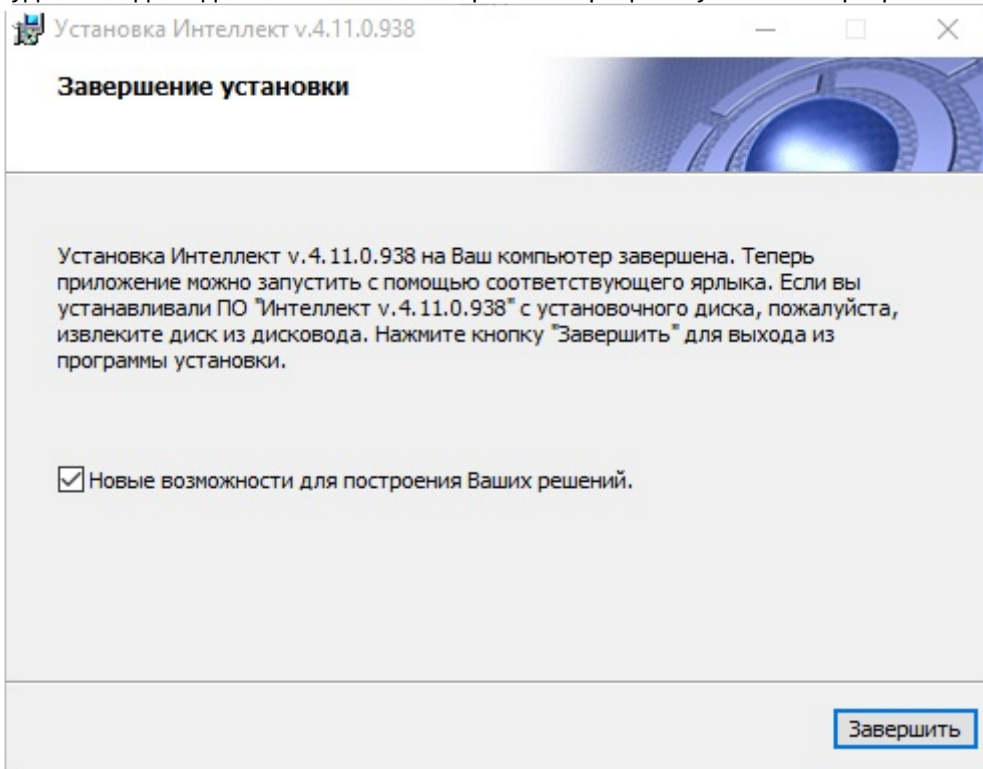 Установка Интеллект v.4.11.0.938
Завершение установки
Установка Интеллект v.4.11.0.938 на Ваш компьютер завершена. Теперь
приложение можно запустить с помощью соответствующего ярлыка. Если вы
устанавливали ПО "Интеллект v.4.11.0.938" с установочного диска, пожалуйста,
извлеките диск из дисковода. Нажмите кнопку "Завершить" для выхода из
программы установки.
Новые возможности для построения Ваших решений.
Завершить